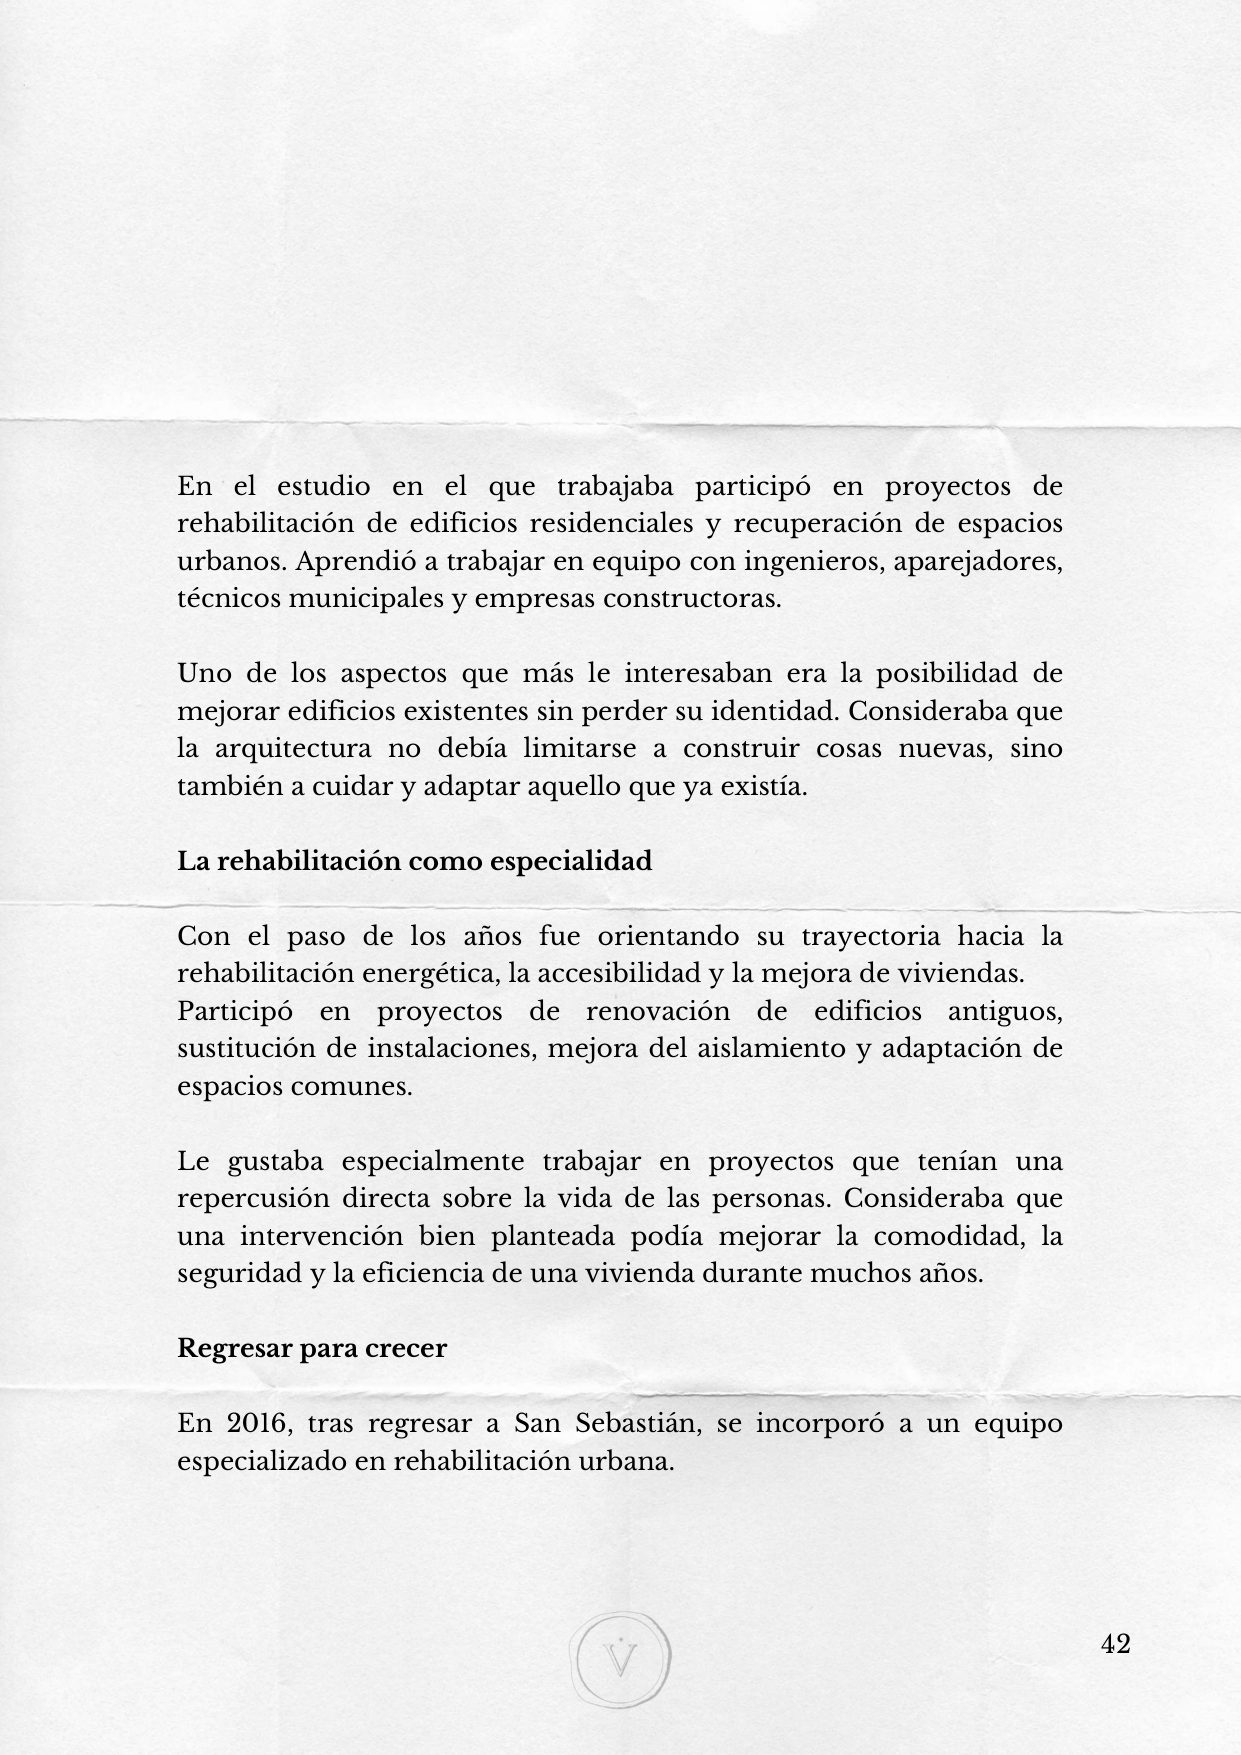 En el estudio en el que trabajaba participó en proyectos de
rehabilitación de edificios residenciales y recuperación de espacios
urbanos. Aprendió a trabajar en equipo con ingenieros, aparejadores,
técnicos municipales y empresas constructoras.
Uno de los aspectos que más le interesaban era la posibilidad de
mejorar edificios existentes sin perder su identidad. Consideraba que
la arquitectura no debía limitarse a construir cosas nuevas, sino
también a cuidar y adaptar aquello que ya existía.
La rehabilitación como especialidad
Con el paso de los años fue orientando su trayectoria hacia la
rehabilitación energética, la accesibilidad y la mejora de viviendas.
Participó en proyectos de renovación de edificios antiguos,
sustitución de instalaciones, mejora del aislamiento y adaptación de
espacios comunes.
Le gustaba especialmente trabajar en proyectos que tenían una
repercusión directa sobre la vida de las personas. Consideraba que
una intervención bien planteada podía mejorar la comodidad, la
seguridad y la eficiencia de una vivienda durante muchos años.
Regresar para crecer
En 2016, tras regresar a San Sebastián, se incorporó a un equipo
especializado en rehabilitación urbana.
V
42